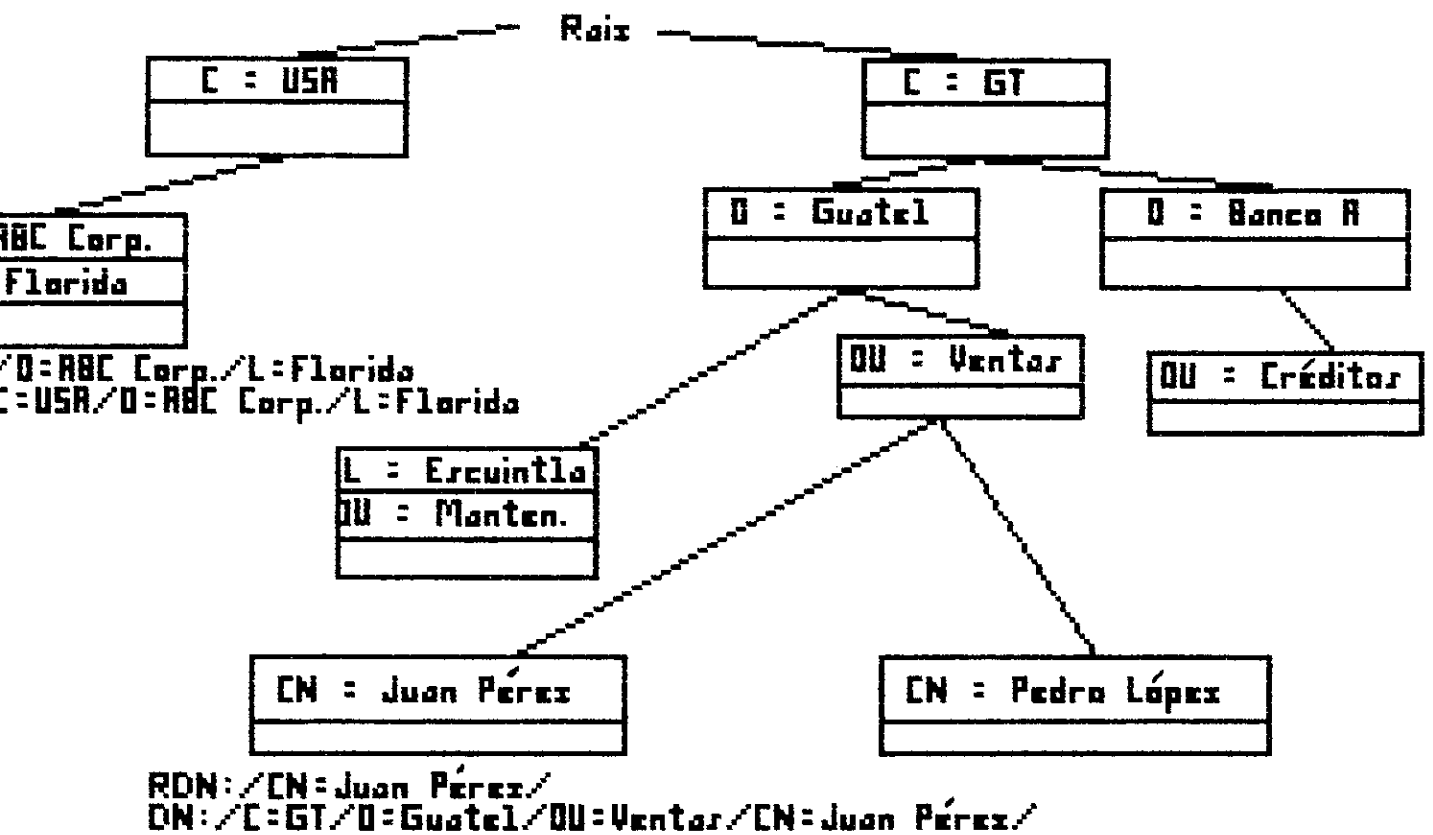 Raiz
C = USA
C = GT
O = Guatel
O = Banco A
ABC Corp.
Florida
OU = Ventas
OU = Créditos
/O=ABC Corp./L=Florida
C=USA/O=ABC Corp./L=Florida
L = Escuintla
OU = Manten.
CN = Juan Pérez
CN = Pedro López
RDN:/CN=Juan Pérez/
DN:/C=GT/O=Guatel/OU=Ventas/CN=Juan Pérez/